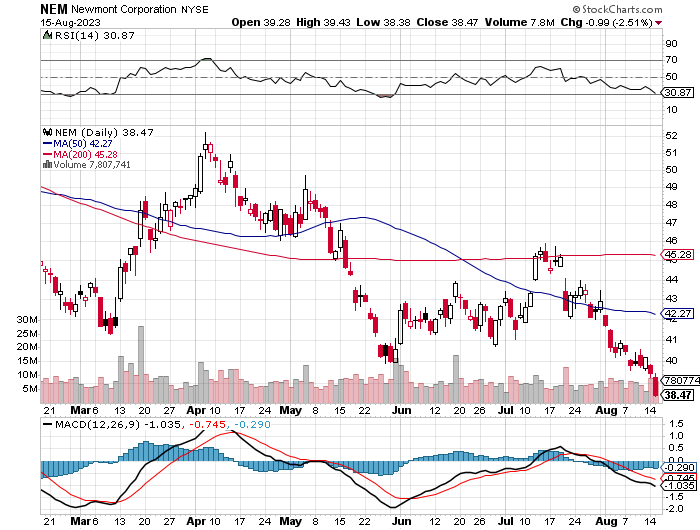 NEM Newmont Corporation NYSE © StockCharts.com
15-Aug-2023 Open 39.28 High 39.43 Low 38.38 Close 38.47 Volume 7.8M Chg -0.99 (-2.51%)
RSI(14) 30.87
90
70
50
30.87
10
NEM (Daily) 38.47
MA(50) 42.27
MA(200) 45.28
Volume 7,807,741
52
51
50
49
48
47
46
45.28
44
43
42.27
41
40
780774
38.47
30M
25M
20M
15M
10M
5M
21 Mar 6 13 20 27 Apr 10 17 24 May 8 15 22 Jun 12 20 26 Jul 10 17 24 Aug 7 14
MACD(12,26,9) -1.035, -0.745, -0.290
1.5
1.0
0.5
0.0
-0.290
-0.745
-1.035
-1.5
-2.0
21 Mar 6 13 20 27 Apr 10 17 24 May 8 15 22 Jun 12 20 26 Jul 10 17 24 Aug 7 14